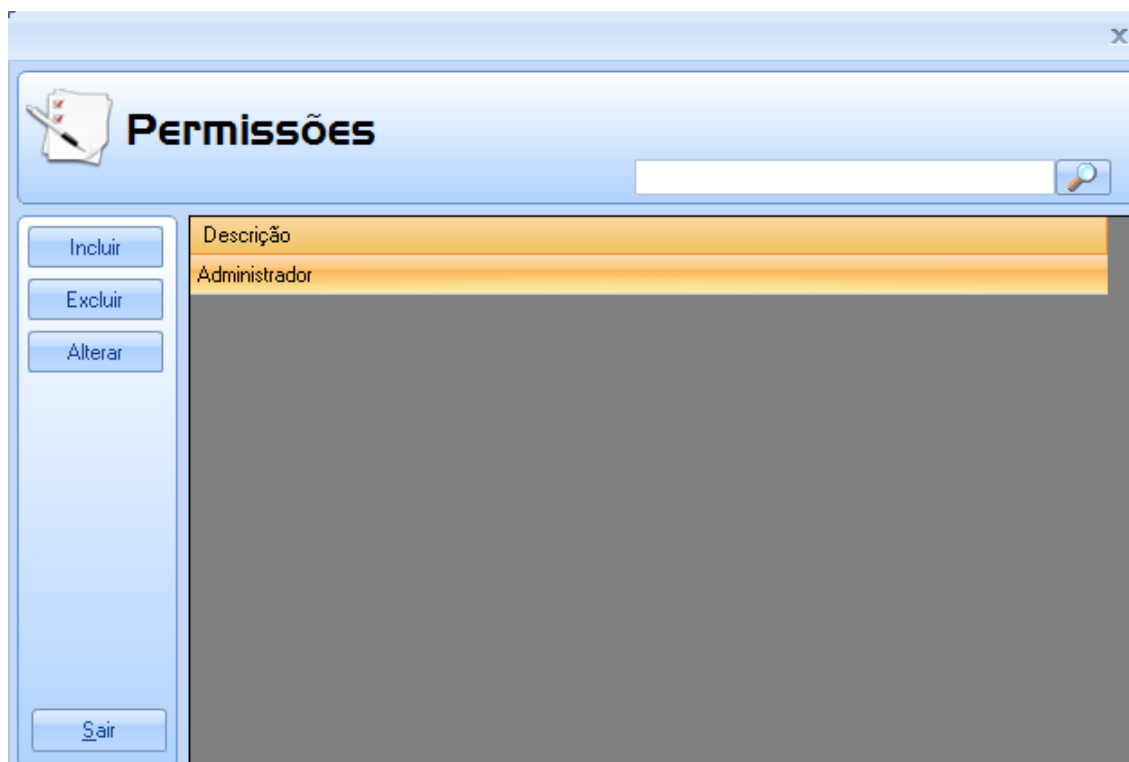 Permissões
Incluir
Excluir
Alterar
Sair
Descrição
Administrador